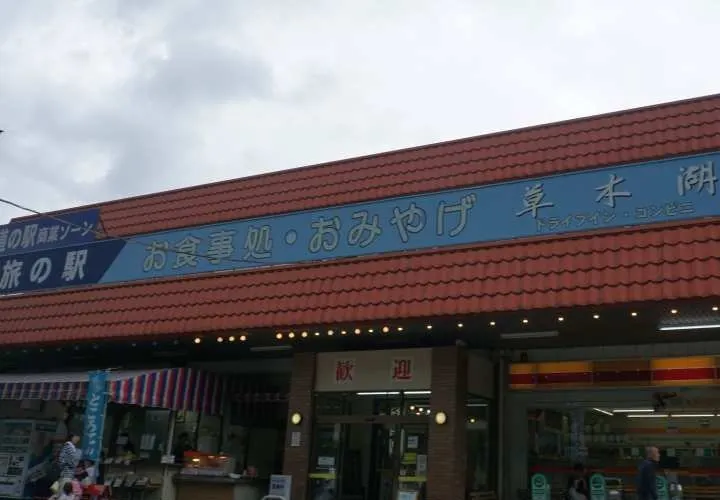 道の駅 商業ゾーン
旅の駅
お食事処・おみやげ
草木湖
ドライブイン・コンビニ
歓迎